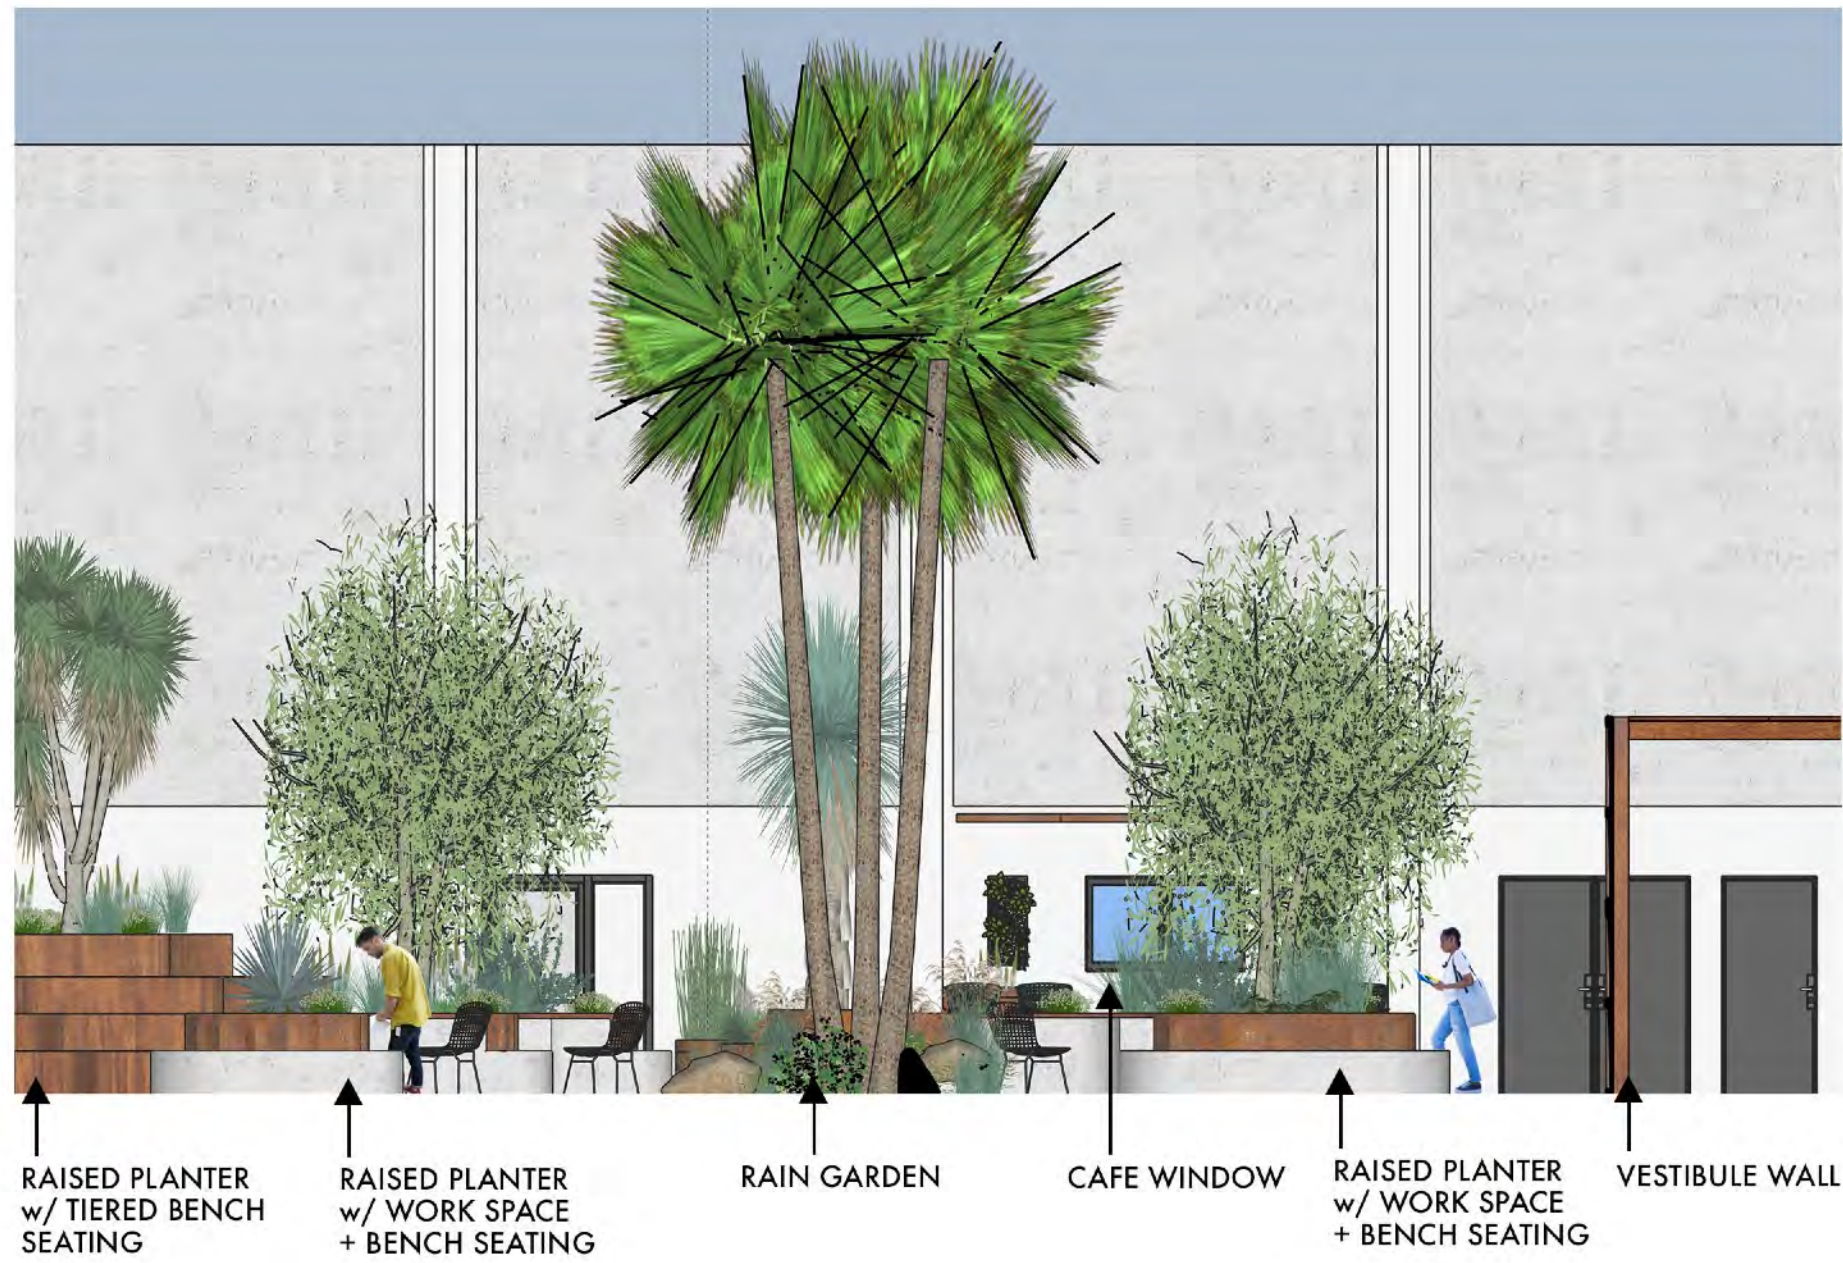 RAISED PLANTER
w/ TIERED BENCH
SEATING
RAISED PLANTER
w/ WORK SPACE
+ BENCH SEATING
RAIN GARDEN
CAFE WINDOW
RAISED PLANTER
w/ WORK SPACE
+ BENCH SEATING
VESTIBULE WALL